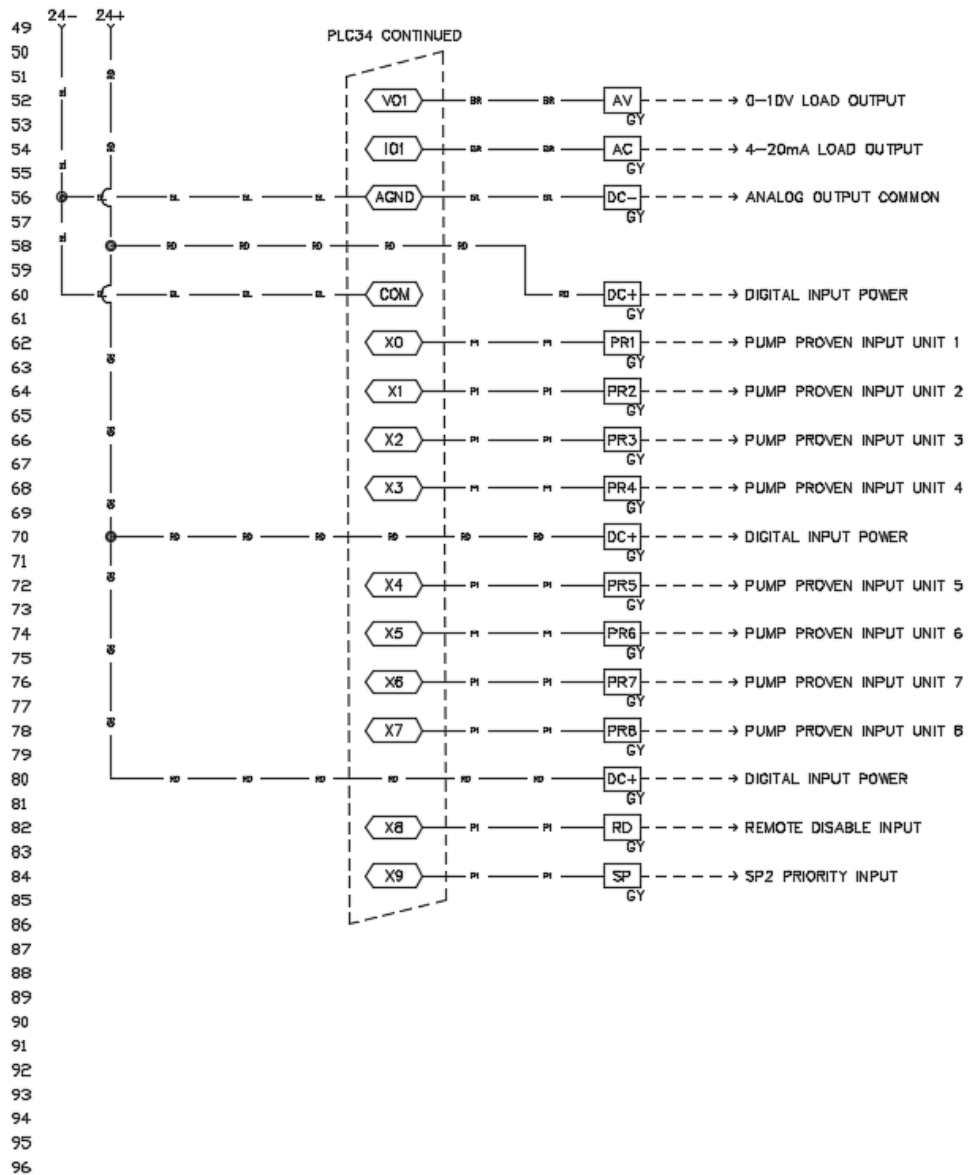 24- 24+
49
50 PLC34 CONTINUED
51
52 VO1 BR BR AV 0-10V LOAD OUTPUT
53 GY
54 IO1 BR BR AC 4-20mA LOAD OUTPUT
55 GY
56 BL BL BL AGND BL BL DC- ANALOG OUTPUT COMMON
57 GY
58 RD RD RD RD RD
59
60 BL BL BL COM RD DC+ DIGITAL INPUT POWER
61 GY
62 X0 PI PI PR1 PUMP PROVEN INPUT UNIT 1
63 GY
64 X1 PI PI PR2 PUMP PROVEN INPUT UNIT 2
65 GY
66 X2 PI PI PR3 PUMP PROVEN INPUT UNIT 3
67 GY
68 X3 PI PI PR4 PUMP PROVEN INPUT UNIT 4
69 GY
70 RD RD RD RD RD RD DC+ DIGITAL INPUT POWER
71 GY
72 X4 PI PI PR5 PUMP PROVEN INPUT UNIT 5
73 GY
74 X5 PI PI PR6 PUMP PROVEN INPUT UNIT 6
75 GY
76 X6 PI PI PR7 PUMP PROVEN INPUT UNIT 7
77 GY
78 X7 PI PI PR8 PUMP PROVEN INPUT UNIT 8
79 GY
80 RD RD RD RD RD RD DC+ DIGITAL INPUT POWER
81 GY
82 X8 PI PI RD REMOTE DISABLE INPUT
83 GY
84 X9 PI PI SP SP2 PRIORITY INPUT
85 GY
86
87
88
89
90
91
92
93
94
95
96